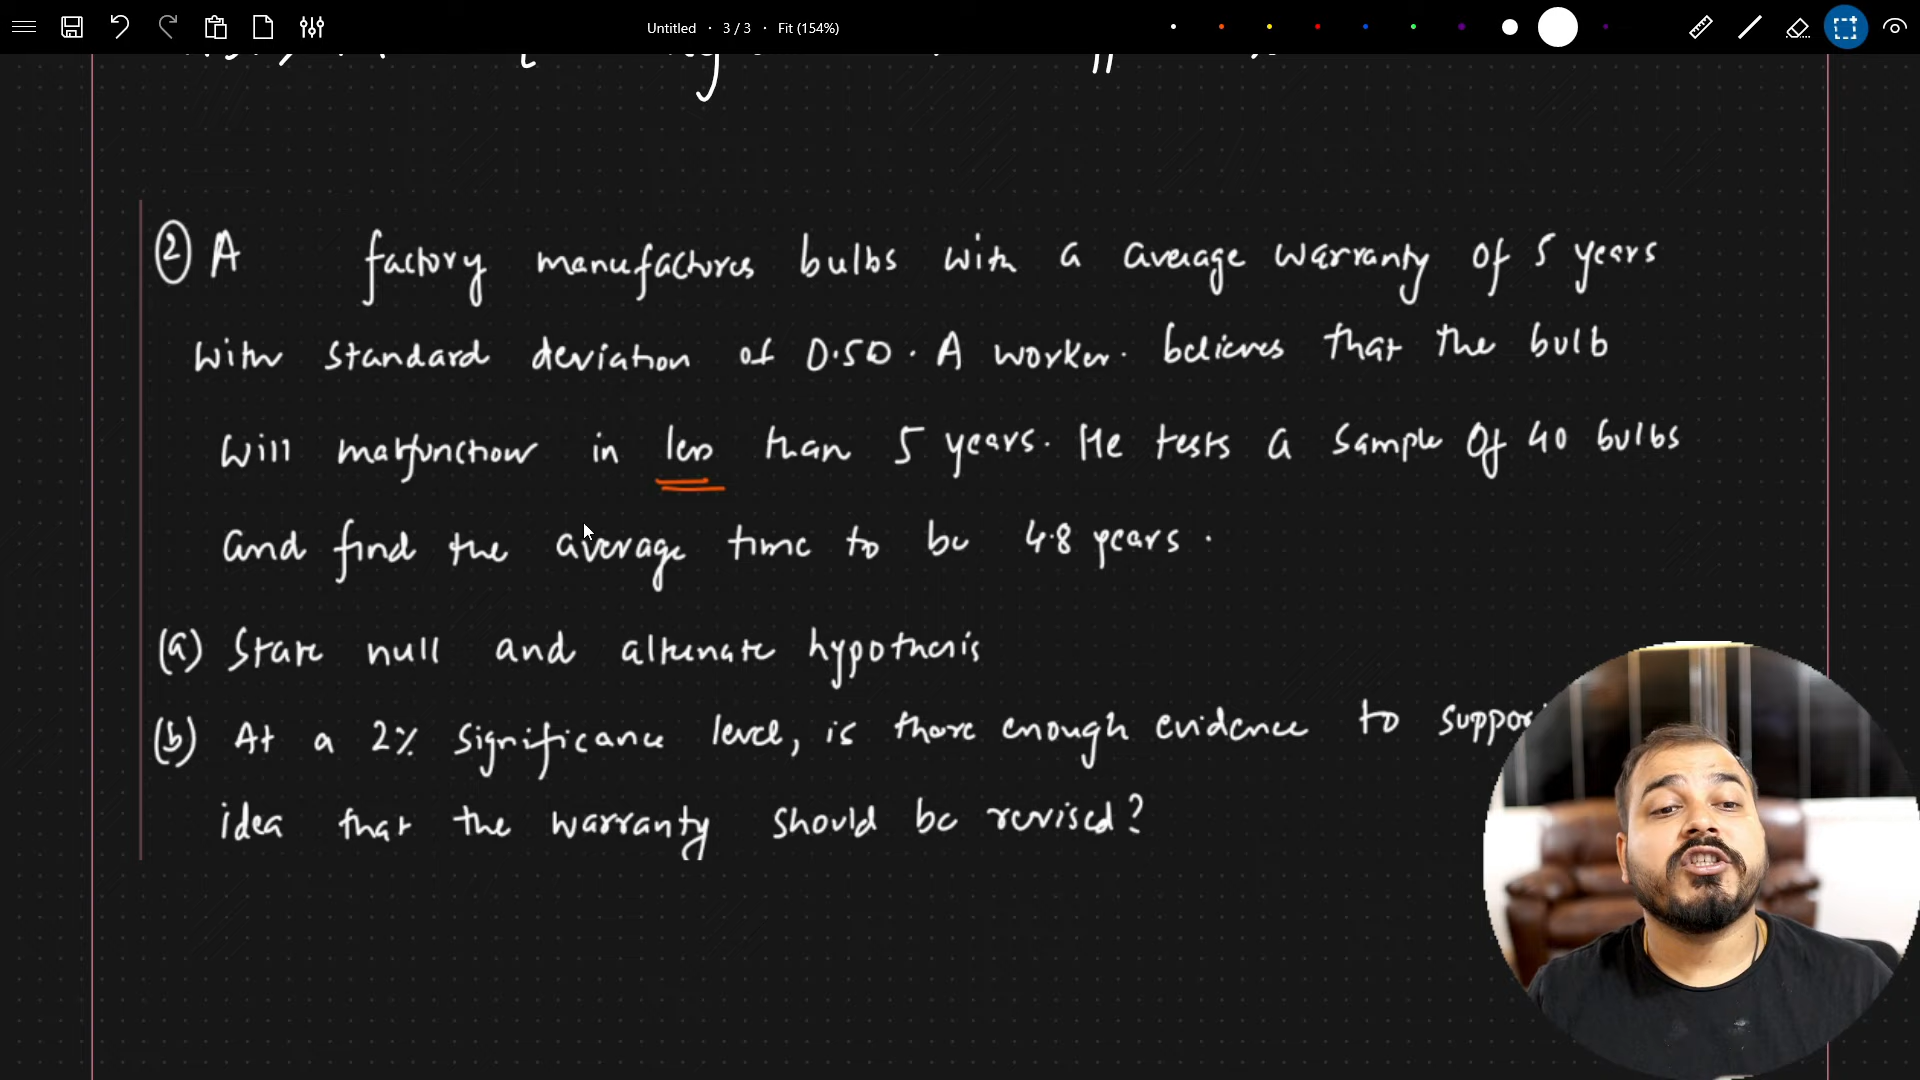 Untitled · 3 / 3 · Fit (154%)
② A factory manufactures bulbs with a average warranty of 5 years
with standard deviation of 0.50. A worker. believes that the bulb
will malfunction in less than 5 years. He tests a sample of 40 bulbs
and find the average time to be 4.8 years.
(a) State null and alternate hypothesis
(b) At a 2% significance level, is there enough evidence to suppor
idea that the warranty should be revised?